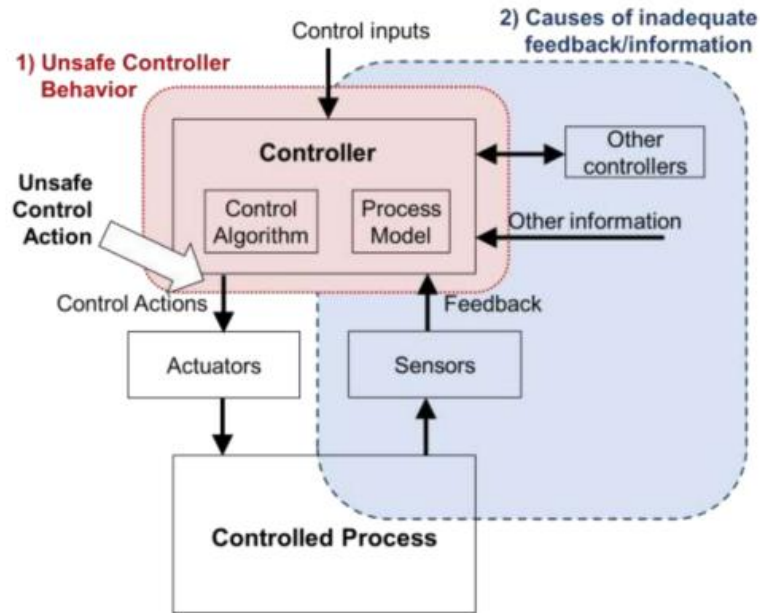 Control inputs
2) Causes of inadequate
feedback/information
1) Unsafe Controller
Behavior
Controller
Other
controllers
Unsafe
Control
Action
Control
Algorithm
Process
Model
Other information
Control Actions
Feedback
Actuators
Sensors
Controlled Process